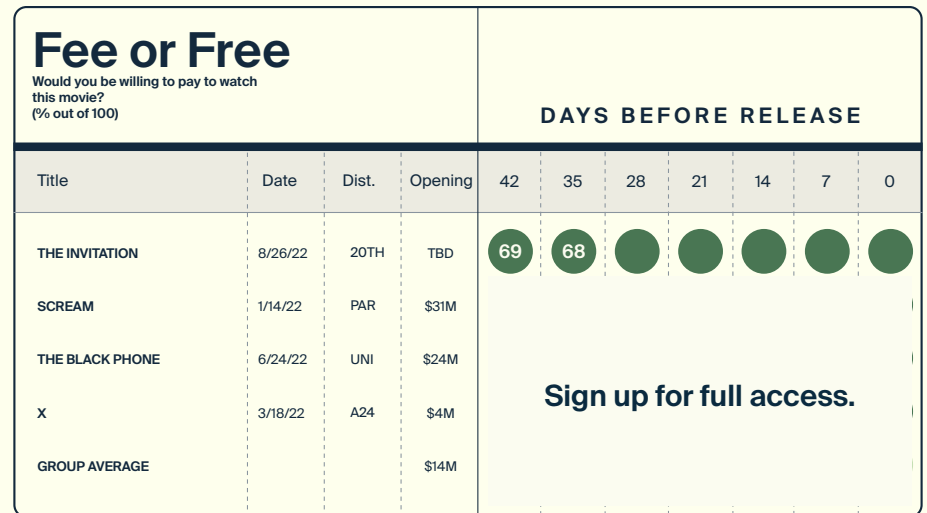 Fee or Free
Would you be willing to pay to watch
this movie?
(% out of 100)
DAYS BEFORE RELEASE
Title Date Dist. Opening 42 35 28 21 14 7 0
THE INVITATION 8/26/22 20TH TBD 69 68
SCREAM 1/14/22 PAR $31M
THE BLACK PHONE 6/24/22 UNI $24M
Sign up for full access.
X 3/18/22 A24 $4M
GROUP AVERAGE $14M